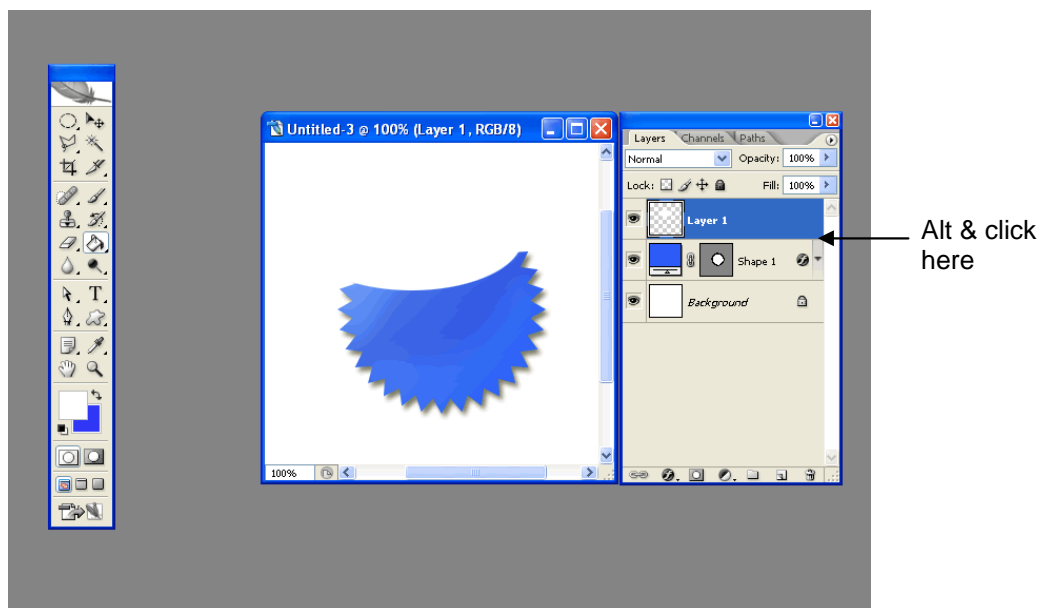 Untitled-3 @ 100% (Layer 1, RGB/8)
Layers Channels Paths
Normal Opacity: 100%
Lock: Fill: 100%
Layer 1
Shape 1
Background
100%
Alt & click
here
T